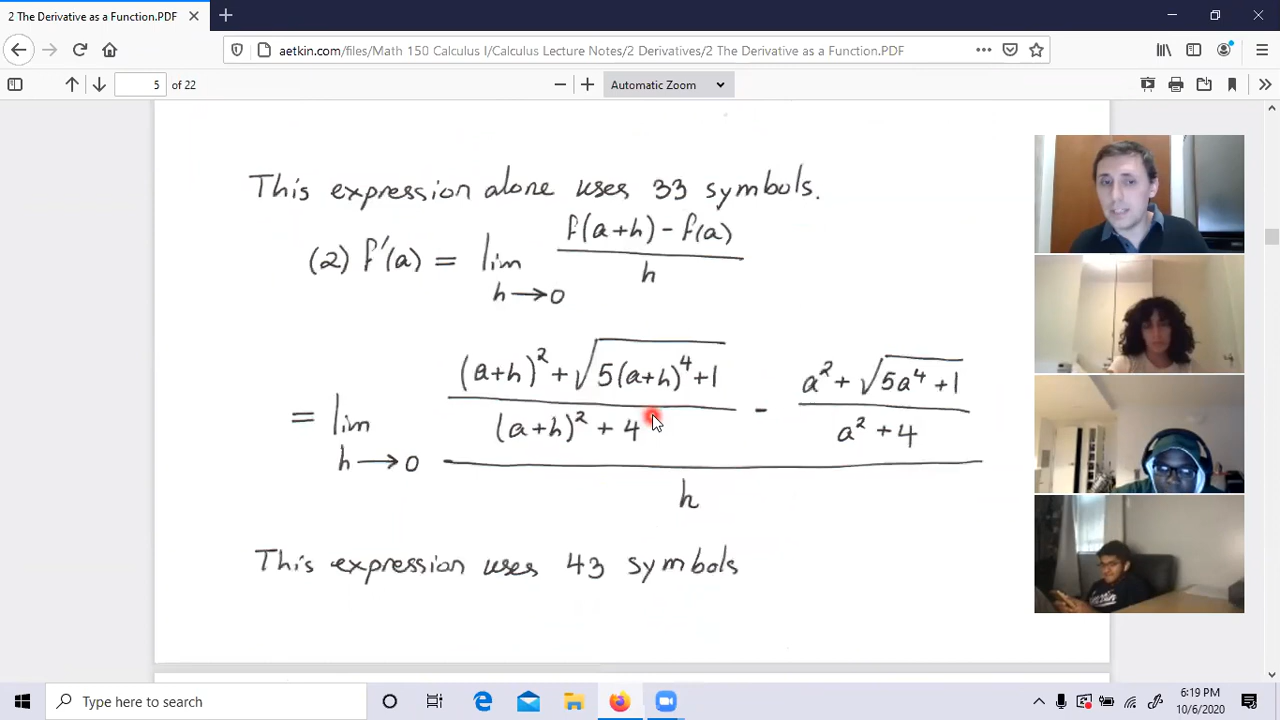 2 The Derivative as a Function.PDF
aetkin.com/files/Math 150 Calculus I/Calculus Lecture Notes/2 Derivatives/2 The Derivative as a Function.PDF
5 of 22
Automatic Zoom
This expression alone uses 33 symbols.
(2) f'(a) = lim h→0 (f(a+h) - f(a))/h
= lim h→0 (((a+h)² + √(5(a+h)⁴+1))/((a+h)² + 4) - (a² + √(5a⁴+1))/(a² + 4))/h
This expression uses 43 symbols
Type here to search
6:19 PM
10/6/2020